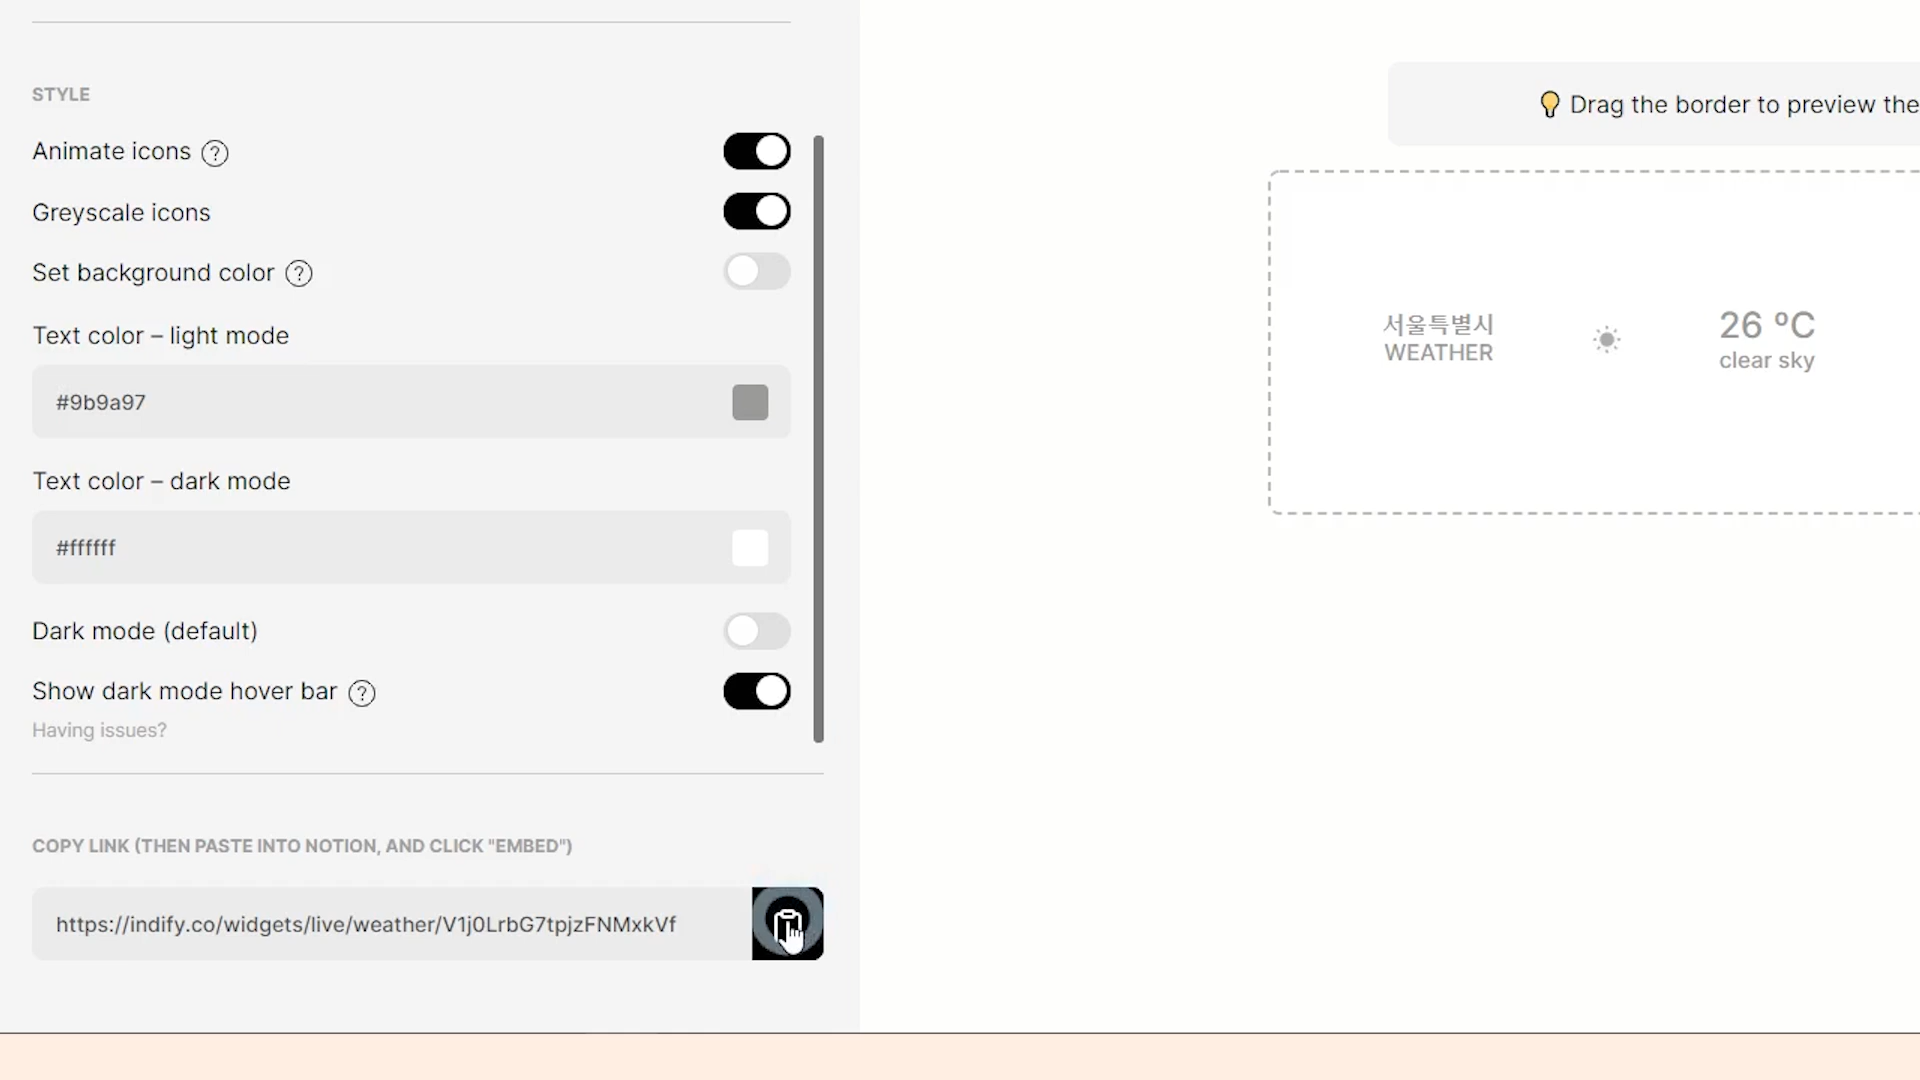 STYLE
Animate icons ?
Greyscale icons
Set background color ?
Text color – light mode
#9b9a97
Text color – dark mode
#ffffff
Dark mode (default)
Show dark mode hover bar ?
Having issues?
COPY LINK (THEN PASTE INTO NOTION, AND CLICK "EMBED")
https://indify.co/widgets/live/weather/V1j0LrbG7tpjzFNMxkVf
Drag the border to preview the
서울특별시
WEATHER
26 ºC
clear sky